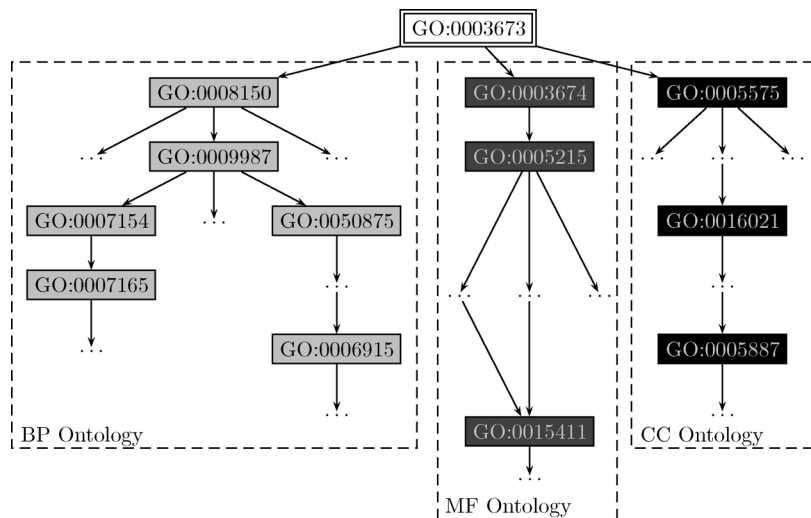 GO:0003673
GO:0008150
GO:0003674
GO:0005575
... GO:0009987 ...
GO:0005215
... ... ...
GO:0007154
...
GO:0050875
GO:0016021
GO:0007165
...
... ... ...
...
...
GO:0006915
GO:0005887
...
...
BP Ontology
GO:0015411
CC Ontology
...
MF Ontology